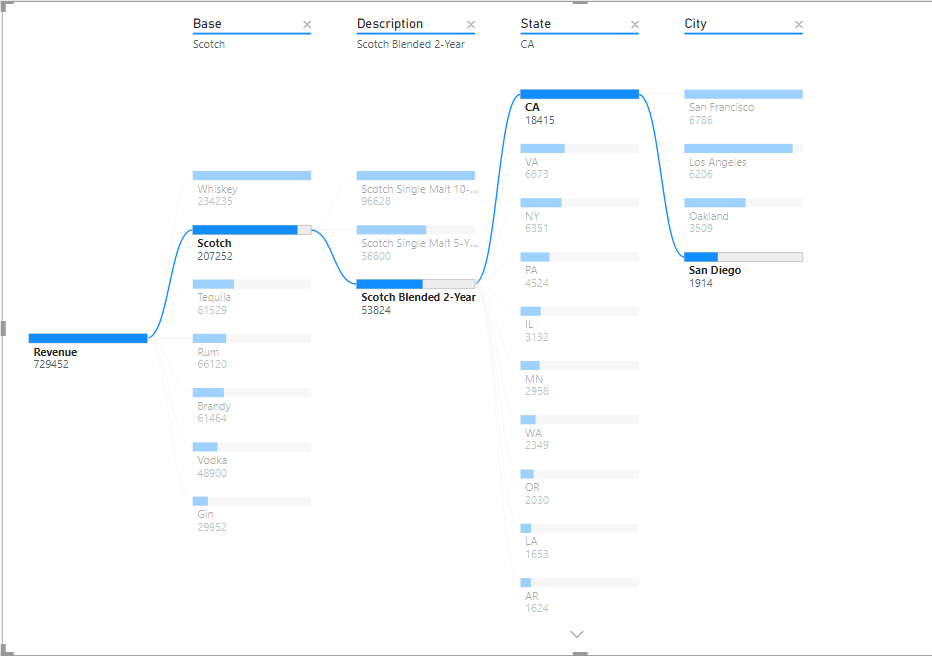 Base
Scotch
Description
Scotch Blended 2-Year
State
CA
City
Revenue
729452
Whiskey
234235
Scotch
207252
Tequila
81529
Rum
66120
Brandy
61464
Vodka
48900
Gin
29952
Scotch Single Malt 10-...
96628
Scotch Single Malt 5-Y...
56800
Scotch Blended 2-Year
53824
CA
18415
VA
6873
NY
6351
PA
4524
IL
3132
MN
2958
WA
2349
OR
2030
LA
1653
AR
1624
San Francisco
6786
Los Angeles
6206
Oakland
3509
San Diego
1914